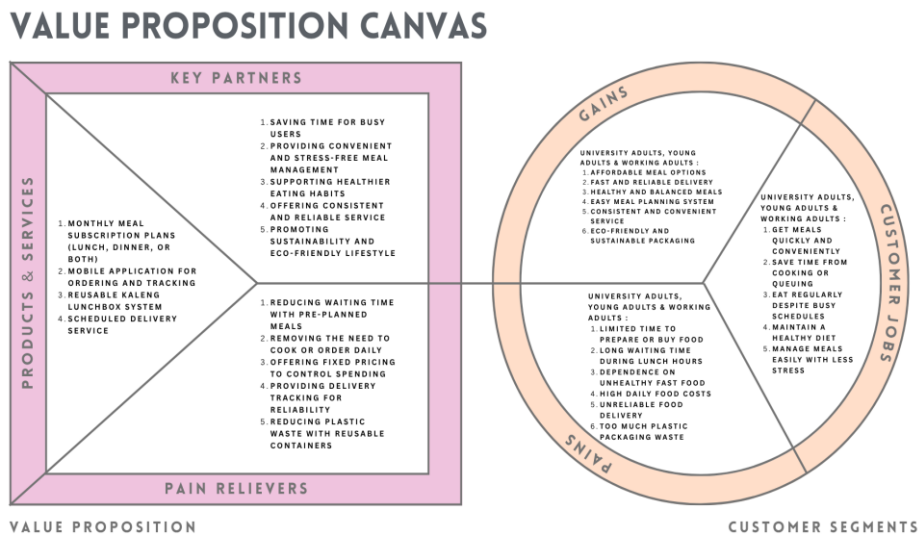 VALUE PROPOSITION CANVAS
KEY PARTNERS
PRODUCTS & SERVICES
1. MONTHLY MEAL
SUBSCRIPTION PLANS
(LUNCH, DINNER, OR
BOTH)
2. MOBILE APPLICATION FOR
ORDERING AND TRACKING
3. REUSABLE KALENG
LUNCHBOX SYSTEM
4. SCHEDULED DELIVERY
SERVICE
1. SAVING TIME FOR BUSY
USERS
2. PROVIDING CONVENIENT
AND STRESS-FREE MEAL
MANAGEMENT
3. SUPPORTING HEALTHIER
EATING HABITS
4. OFFERING CONSISTENT
AND RELIABLE SERVICE
5. PROMOTING
SUSTAINABILITY AND
ECO-FRIENDLY LIFESTYLE
1. REDUCING WAITING TIME
WITH PRE-PLANNED
MEALS
2. REMOVING THE NEED TO
COOK OR ORDER DAILY
3. OFFERING FIXED PRICING
TO CONTROL SPENDING
4. PROVIDING DELIVERY
TRACKING FOR
RELIABILITY
5. REDUCING PLASTIC
WASTE WITH REUSABLE
CONTAINERS
PAIN RELIEVERS
VALUE PROPOSITION
GAINS
UNIVERSITY ADULTS, YOUNG
ADULTS & WORKING ADULTS :
1. AFFORDABLE MEAL OPTIONS
2. FAST AND RELIABLE DELIVERY
3. HEALTHY AND BALANCED MEALS
4. EASY MEAL PLANNING SYSTEM
5. CONSISTENT AND CONVENIENT
SERVICE
6. ECO-FRIENDLY AND
SUSTAINABLE PACKAGING
UNIVERSITY ADULTS,
YOUNG ADULTS &
WORKING ADULTS :
1. GET MEALS
QUICKLY AND
CONVENIENTLY
2. SAVE TIME FROM
COOKING OR
QUEUING
3. EAT REGULARLY
DESPITE BUSY
SCHEDULES
4. MAINTAIN A
HEALTHY DIET
5. MANAGE MEALS
EASILY WITH LESS
STRESS
CUSTOMER JOBS
UNIVERSITY ADULTS,
YOUNG ADULTS & WORKING
ADULTS :
1. LIMITED TIME TO
PREPARE OR BUY FOOD
2. LONG WAITING TIME
DURING LUNCH HOURS
3. DEPENDENCE ON
UNHEALTHY FAST FOOD
4. HIGH DAILY FOOD COSTS
5. UNRELIABLE FOOD
DELIVERY
6. TOO MUCH PLASTIC
PACKAGING WASTE
PAINS
CUSTOMER SEGMENTS